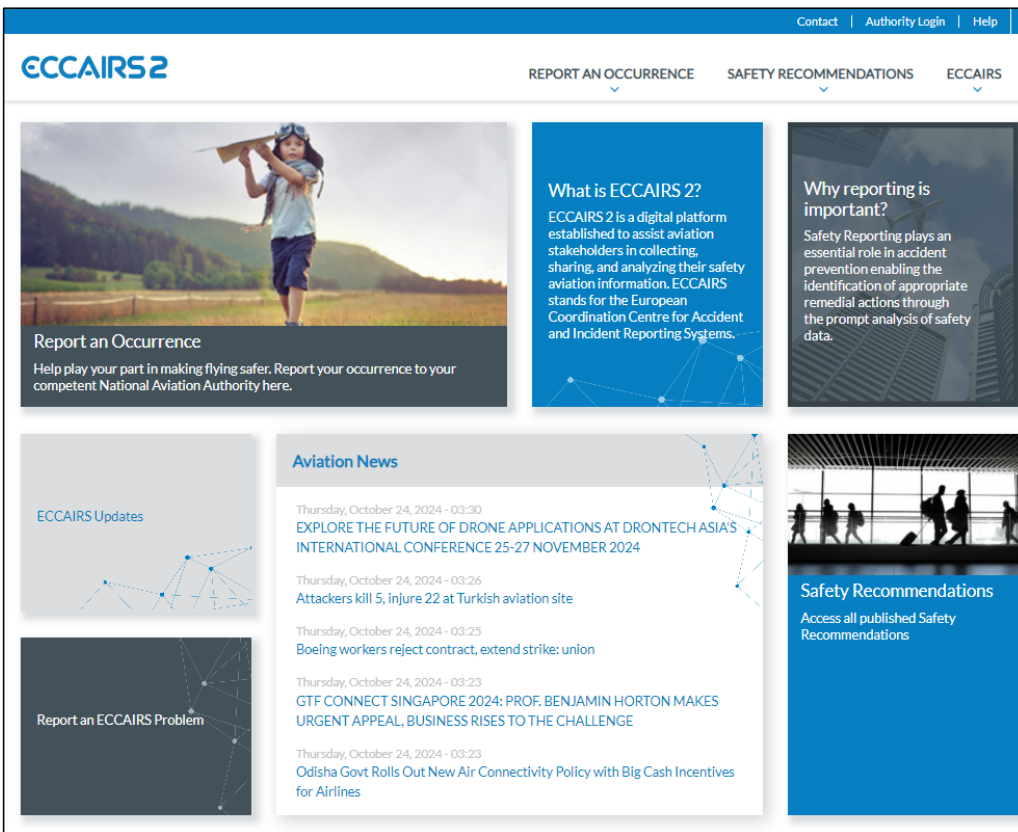 Contact | Authority Login | Help
ECCAIRS 2
REPORT AN OCCURRENCE
SAFETY RECOMMENDATIONS
ECCAIRS
Report an Occurrence
Help play your part in making flying safer. Report your occurrence to your
competent National Aviation Authority here.
What is ECCAIRS 2?
ECCAIRS 2 is a digital platform
established to assist aviation
stakeholders in collecting,
sharing, and analyzing their safety
aviation information. ECCAIRS
stands for the European
Coordination Centre for Accident
and Incident Reporting Systems.
Why reporting is
important?
Safety Reporting plays an
essential role in accident
prevention enabling the
identification of appropriate
remedial actions through
the prompt analysis of safety
data.
ECCAIRS Updates
Report an ECCAIRS Problem
Aviation News
Thursday, October 24, 2024 - 03:30
EXPLORE THE FUTURE OF DRONE APPLICATIONS AT DRONTECH ASIA'S
INTERNATIONAL CONFERENCE 25-27 NOVEMBER 2024
Thursday, October 24, 2024 - 03:26
Attackers kill 5, injure 22 at Turkish aviation site
Thursday, October 24, 2024 - 03:25
Boeing workers reject contract, extend strike: union
Thursday, October 24, 2024 - 03:23
GTF CONNECT SINGAPORE 2024: PROF. BENJAMIN HORTON MAKES
URGENT APPEAL, BUSINESS RISES TO THE CHALLENGE
Thursday, October 24, 2024 - 03:23
Odisha Govt Rolls Out New Air Connectivity Policy with Big Cash Incentives
for Airlines
Safety Recommendations
Access all published Safety
Recommendations